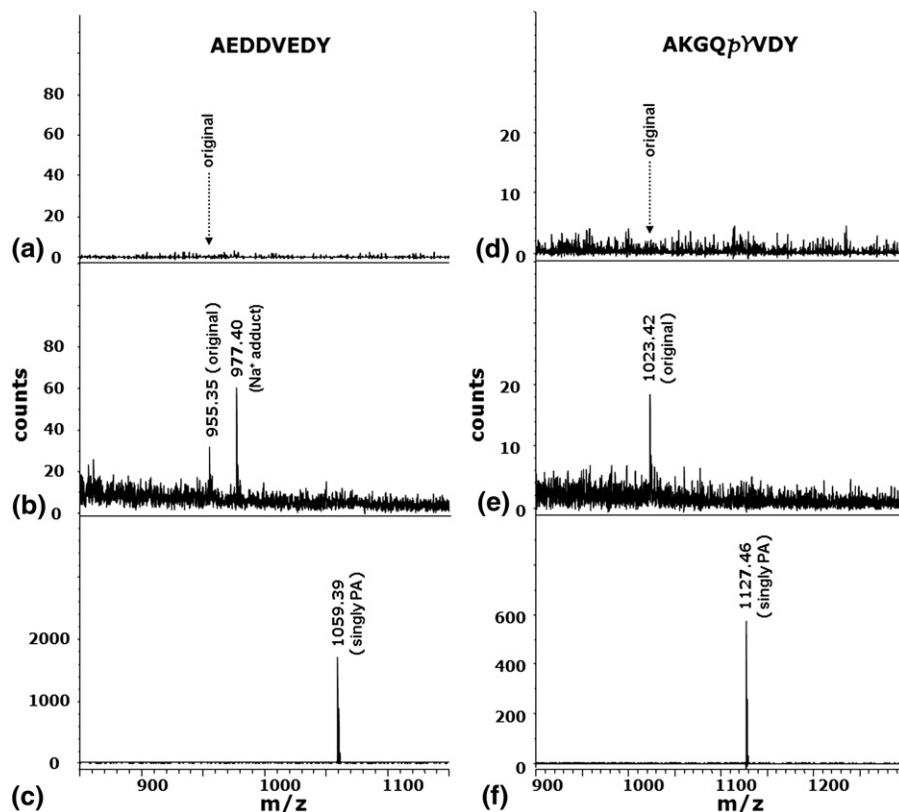 AEDDVEDY
80
60
40
20
0
original
(a)
counts
80
60
40
20
0
955.35 ( original )
977.40
(Na⁺ adduct)
(b)
2000
1000
0
1059.39
( singly PA )
900
1000
1100
m/z
(c)
AKGQpYVDY
20
10
0
original
(d)
20
10
0
1023.42
( original )
(e)
600
400
200
0
1127.46
( singly PA )
900
1000
1100
1200
m/z
(f)